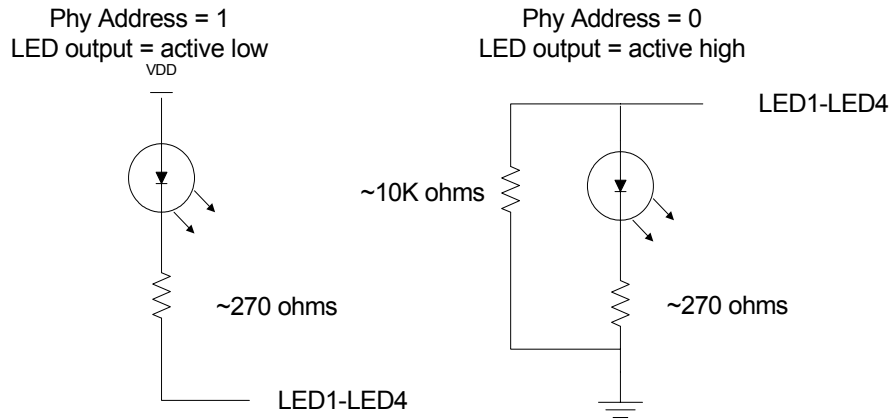 Phy Address = 1
LED output = active low
VDD
~270 ohms
LED1-LED4
Phy Address = 0
LED output = active high
LED1-LED4
~10K ohms
~270 ohms